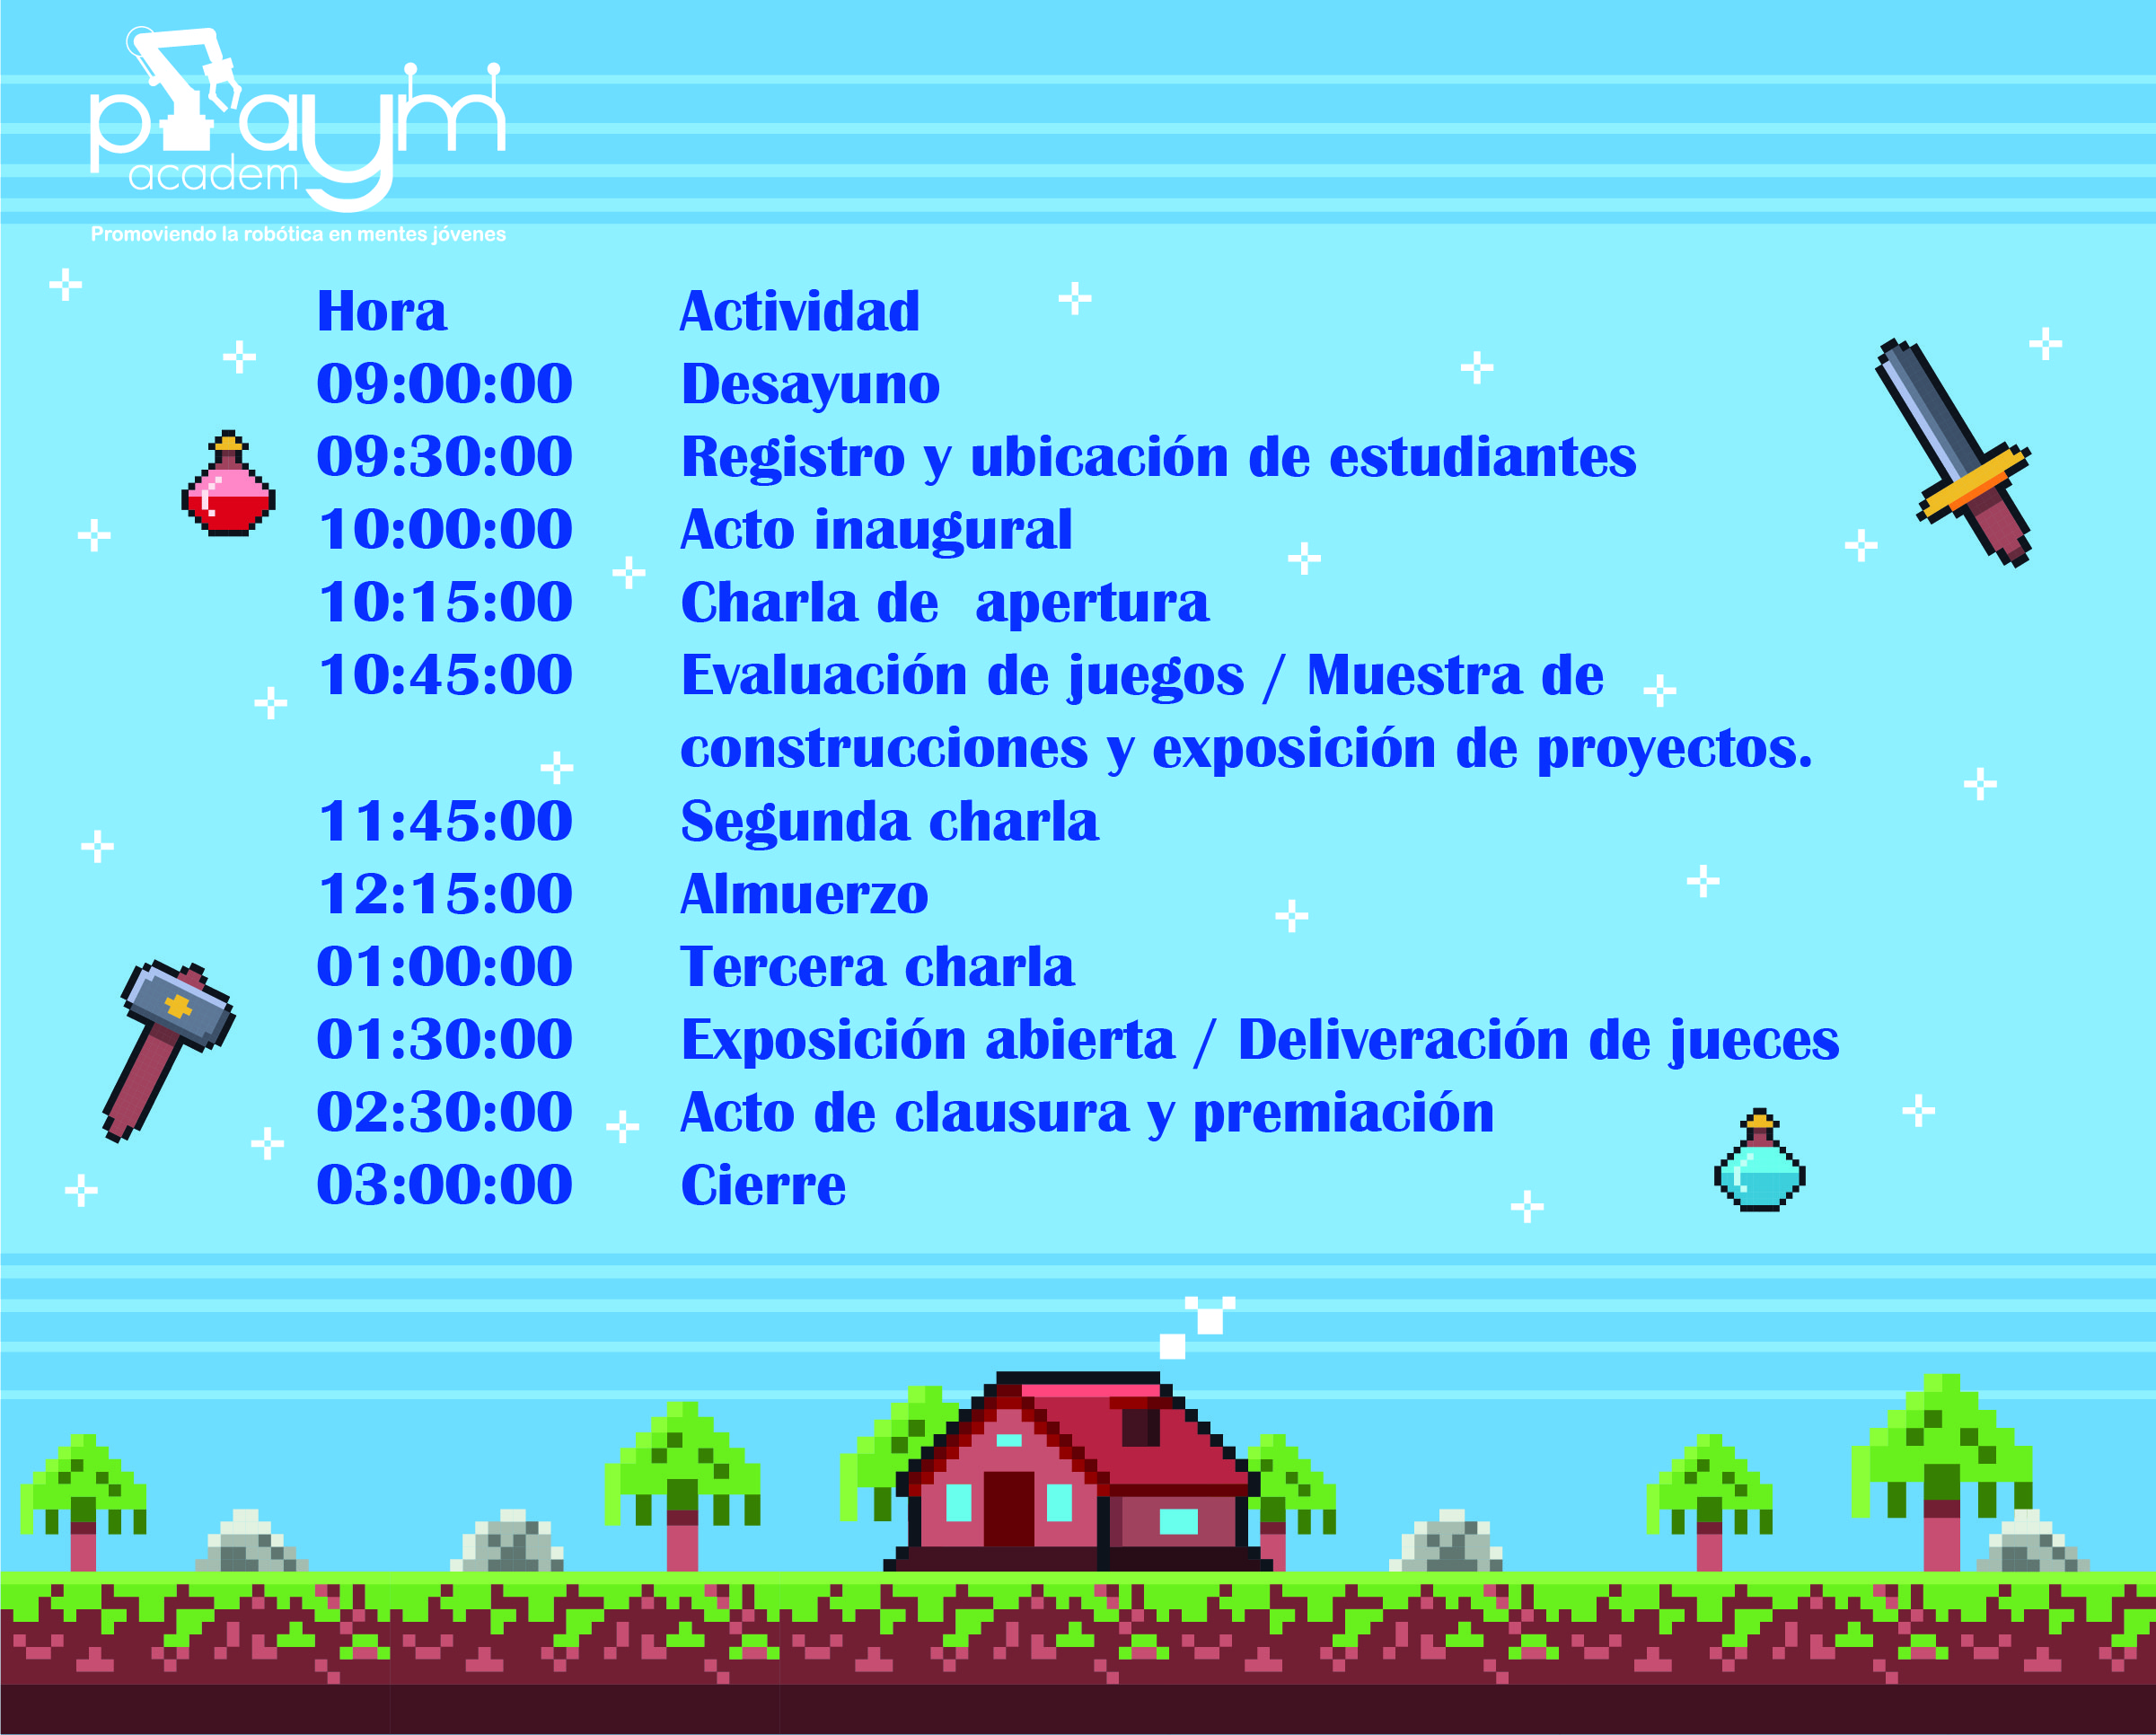 playm
academy
Promoviendo la robótica en mentes jóvenes
Hora Actividad
09:00:00 Desayuno
09:30:00 Registro y ubicación de estudiantes
10:00:00 Acto inaugural
10:15:00 Charla de apertura
10:45:00 Evaluación de juegos / Muestra de
construcciones y exposición de proyectos.
11:45:00 Segunda charla
12:15:00 Almuerzo
01:00:00 Tercera charla
01:30:00 Exposición abierta / Deliveración de jueces
02:30:00 Acto de clausura y premiación
03:00:00 Cierre